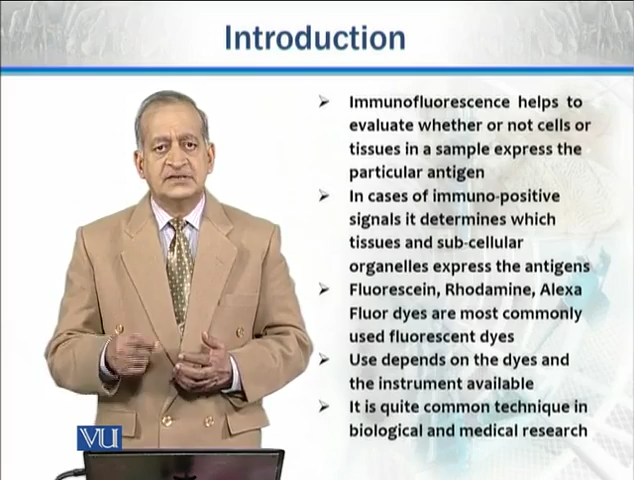 Introduction
Immunofluorescence helps to
evaluate whether or not cells or
tissues in a sample express the
particular antigen
In cases of immuno-positive
signals it determines which
tissues and sub-cellular
organelles express the antigens
Fluorescein, Rhodamine, Alexa
Fluor dyes are most commonly
used fluorescent dyes
Use depends on the dyes and
the instrument available
It is quite common technique in
biological and medical research
VU